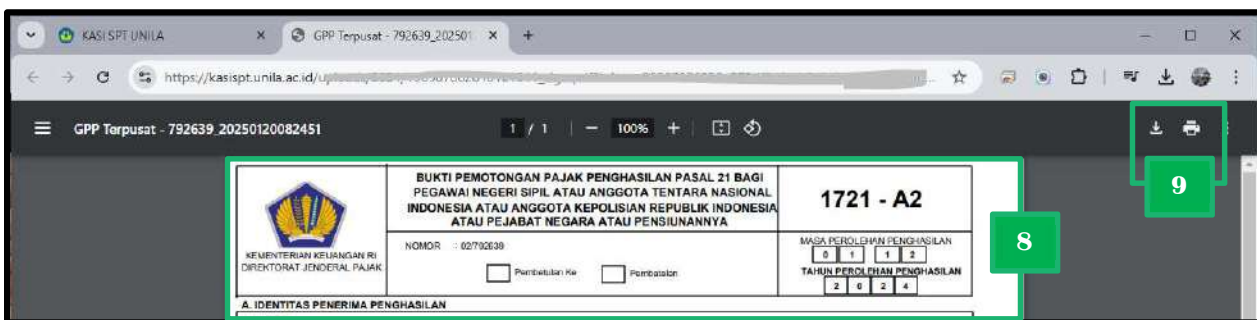 KASI SPT UNILA
GPP Terpusat - 792639_202501
https://kasispt.unila.ac.id/
GPP Terpusat - 792639_20250120082451
1 / 1
100%
9
8
KEMENTERIAN KEUANGAN RI
DIREKTORAT JENDERAL PAJAK
BUKTI PEMOTONGAN PAJAK PENGHASILAN PASAL 21 BAGI
PEGAWAI NEGERI SIPIL ATAU ANGGOTA TENTARA NASIONAL
INDONESIA ATAU ANGGOTA KEPOLISIAN REPUBLIK INDONESIA
ATAU PEJABAT NEGARA ATAU PENSIUNANNYA
1721 - A2
NOMOR : 02/792639
Pembetulan Ke
Pembatalan
MASA PEROLEHAN PENGHASILAN
0 1 1 2
TAHUN PEROLEHAN PENGHASILAN
2 0 2 4
A. IDENTITAS PENERIMA PENGHASILAN